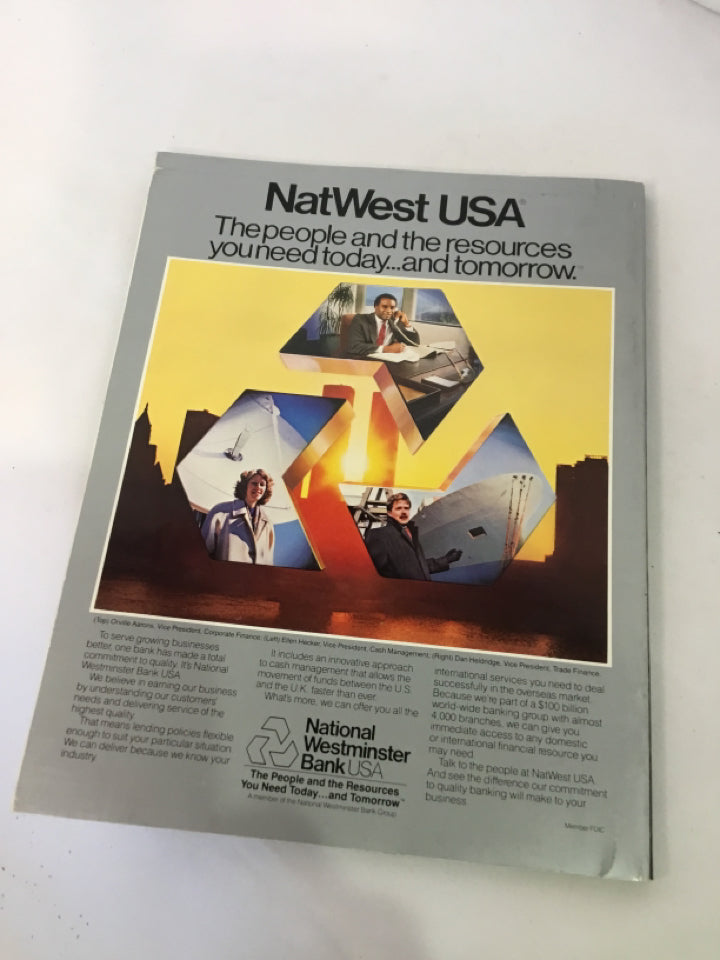 NatWest USA®
The people and the resources
you need today...and tomorrow.™
(Top) Orville Aarons, Vice President, Corporate Finance; (Left) Ellen Hecker, Vice President, Cash Management; (Right) Dan Heldridge, Vice President, Trade Finance.
To serve growing businesses
better, one bank has made a total
commitment to quality. It's National
Westminster Bank USA.
We believe in earning our business
by understanding our customers'
needs and delivering service of the
highest quality.
That means lending policies flexible
enough to suit your particular situation.
We can deliver because we know your
industry.
It includes an innovative approach
to cash management that allows the
movement of funds between the U.S.
and the U.K. faster than ever.
What's more, we can offer you all the
international services you need to deal
successfully in the overseas market.
Because we're part of a $100 billion
world-wide banking group with almost
4,000 branches, we can give you
immediate access to any domestic
or international financial resource you
may need.
Talk to the people at NatWest USA.
And see the difference our commitment
to quality banking will make to your
business.
National
Westminster
Bank USA
The People and the Resources
You Need Today...and Tomorrow™
A member of the National Westminster Bank Group
Member FDIC